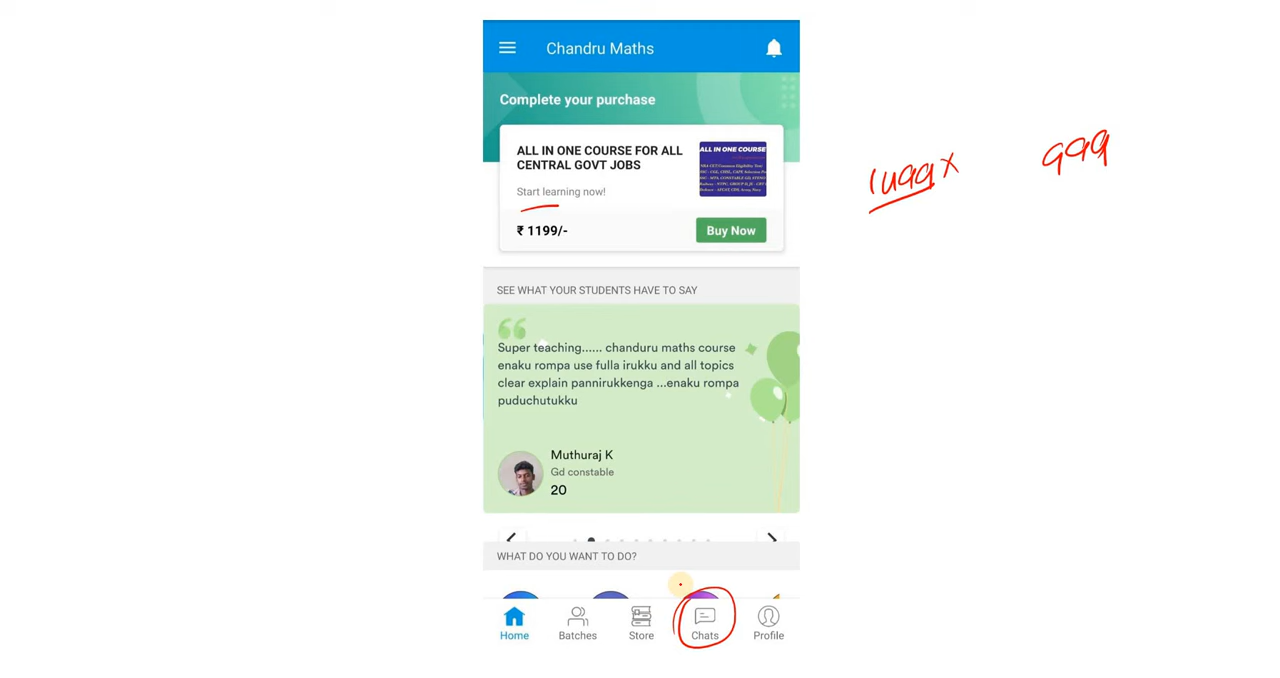 Chandru Maths
Complete your purchase
ALL IN ONE COURSE FOR ALL
CENTRAL GOVT JOBS
Start learning now!
ALL IN ONE COURSE
₹ 1199/-
Buy Now
1499 x
999
SEE WHAT YOUR STUDENTS HAVE TO SAY
Super teaching...... chanduru maths course
enaku rompa use fulla irukku and all topics
clear explain pannirukkenga ...enaku rompa
puduchutukku
Muthuraj K
Gd constable
20
WHAT DO YOU WANT TO DO?
Home
Batches
Store
Chats
Profile